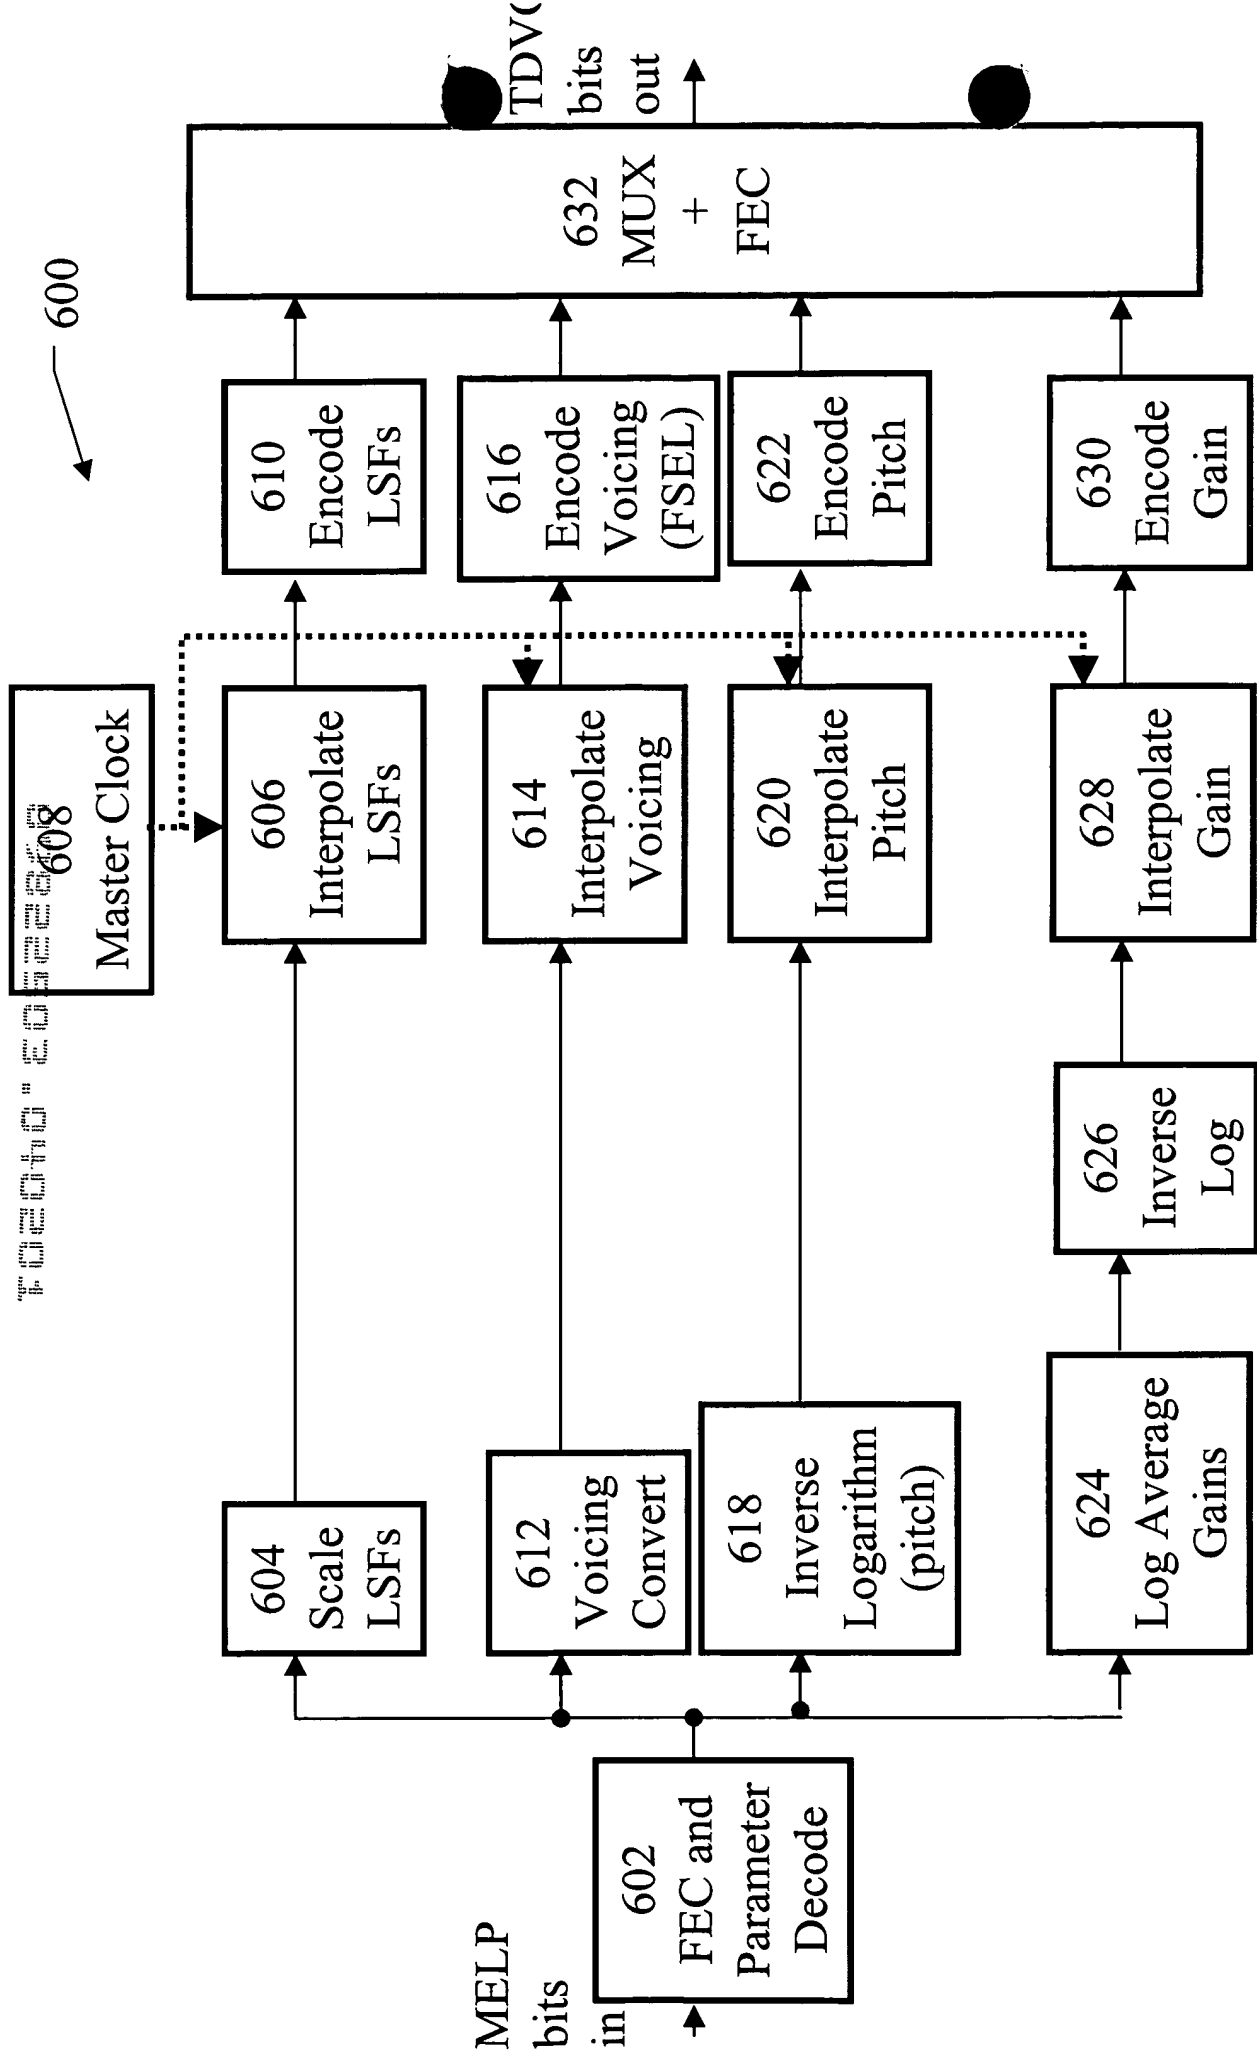 600
608
Master Clock
MELP
bits
in
602
FEC and
Parameter
Decode
604
Scale
LSFs
606
Interpolate
LSFs
610
Encode
LSFs
612
Voicing
Convert
614
Interpolate
Voicing
616
Encode
Voicing
(FSEL)
618
Inverse
Logarithm
(pitch)
620
Interpolate
Pitch
622
Encode
Pitch
624
Log Average
Gains
626
Inverse
Log
628
Interpolate
Gain
630
Encode
Gain
632
MUX
+
FEC
bits
out